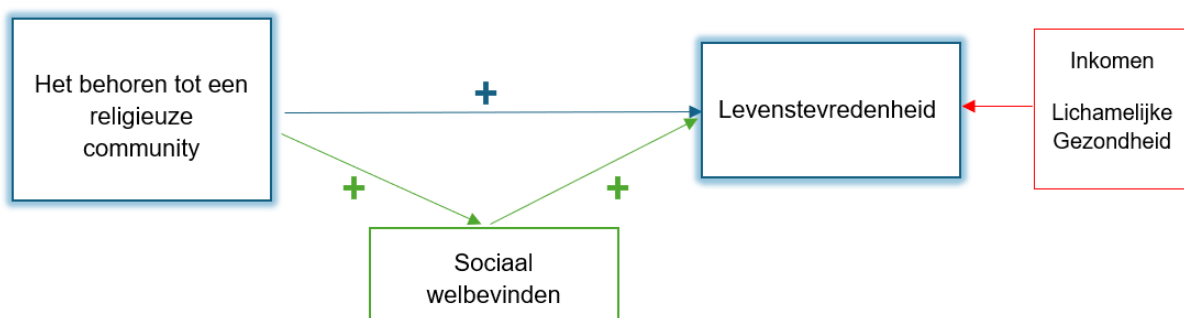 Het behoren tot een
religieuze
community
+
Levenstevredenheid
Inkomen
Lichamelijke
Gezondheid
+
+
Sociaal
welbevinden